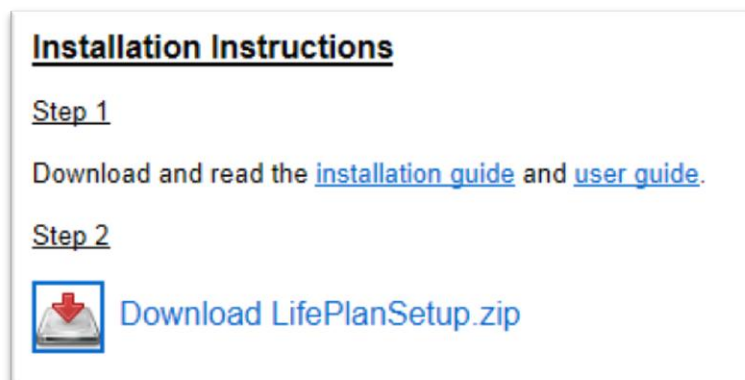 Installation Instructions
Step 1
Download and read the installation guide and user guide.
Step 2
Download LifePlanSetup.zip